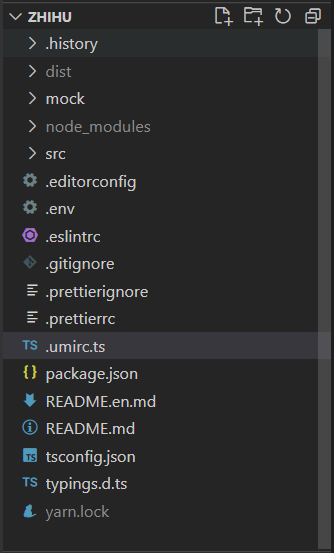 ZHIHU
.history
dist
mock
node_modules
src
.editorconfig
.env
.eslintrc
.gitignore
.prettierignore
.prettierrc
TS .umirc.ts
{} package.json
README.en.md
README.md
TS tsconfig.json
TS typings.d.ts
yarn.lock